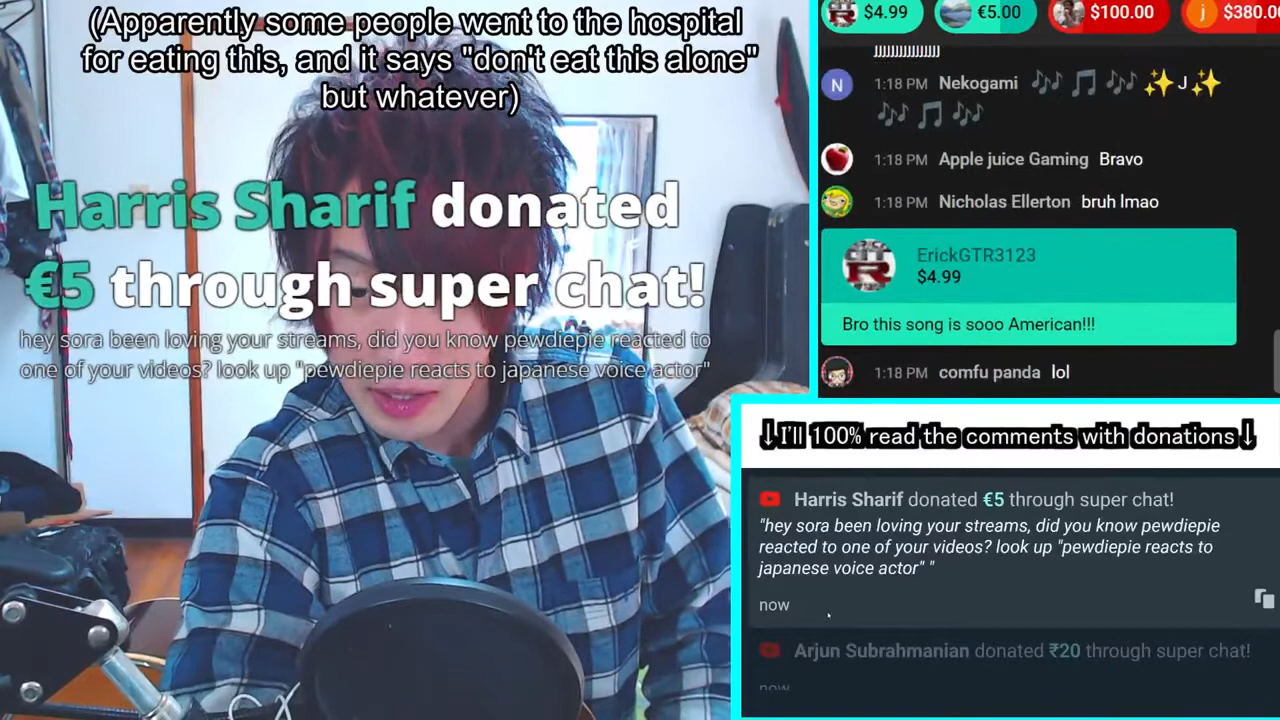 (Apparently some people went to the hospital
for eating this, and it says "don't eat this alone"
but whatever)
Harris Sharif donated
€5 through super chat!
hey sora been loving your streams, did you know pewdiepie reacted to
one of your videos? look up "pewdiepie reacts to japanese voice actor"
$4.99
€5.00
$100.00
j
$380.00
jjjjjjjjjjjjjjj
N
1:18 PM Nekogami 🎶 🎵 🎶 ✨J✨
🎶 🎵 🎶
1:18 PM Apple juice Gaming Bravo
1:18 PM Nicholas Ellerton bruh lmao
ErickGTR3123
$4.99
Bro this song is sooo American!!!
1:18 PM comfu panda lol
↓I'll 100% read the comments with donations↓
Harris Sharif donated €5 through super chat!
"hey sora been loving your streams, did you know pewdiepie
reacted to one of your videos? look up "pewdiepie reacts to
japanese voice actor" "
now
Arjun Subrahmanian donated ₹20 through super chat!
now